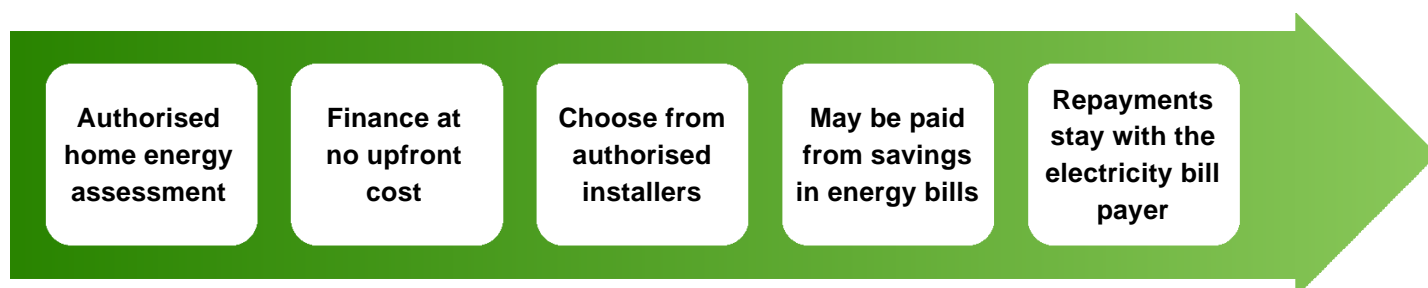 Authorised
home energy
assessment
Finance at
no upfront
cost
Choose from
authorised
installers
May be paid
from savings
in energy bills
Repayments
stay with the
electricity bill
payer